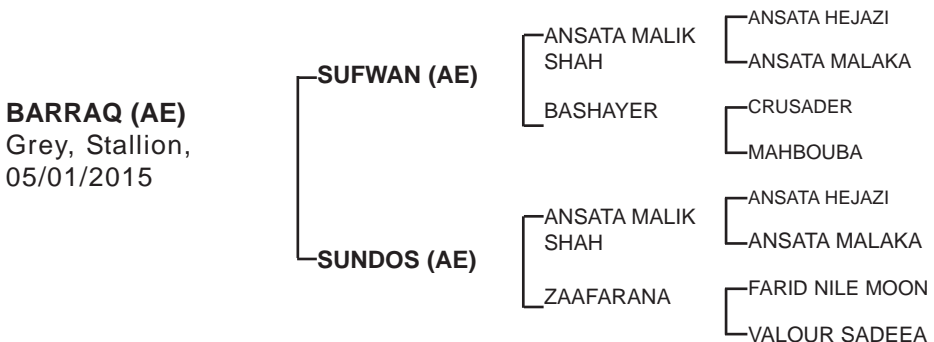 BARRAQ (AE)
Grey, Stallion,
05/01/2015
SUFWAN (AE)
SUNDOS (AE)
ANSATA MALIK
SHAH
BASHAYER
ANSATA MALIK
SHAH
ZAAFARANA
ANSATA HEJAZI
ANSATA MALAKA
CRUSADER
MAHBOUBA
ANSATA HEJAZI
ANSATA MALAKA
FARID NILE MOON
VALOUR SADEEA